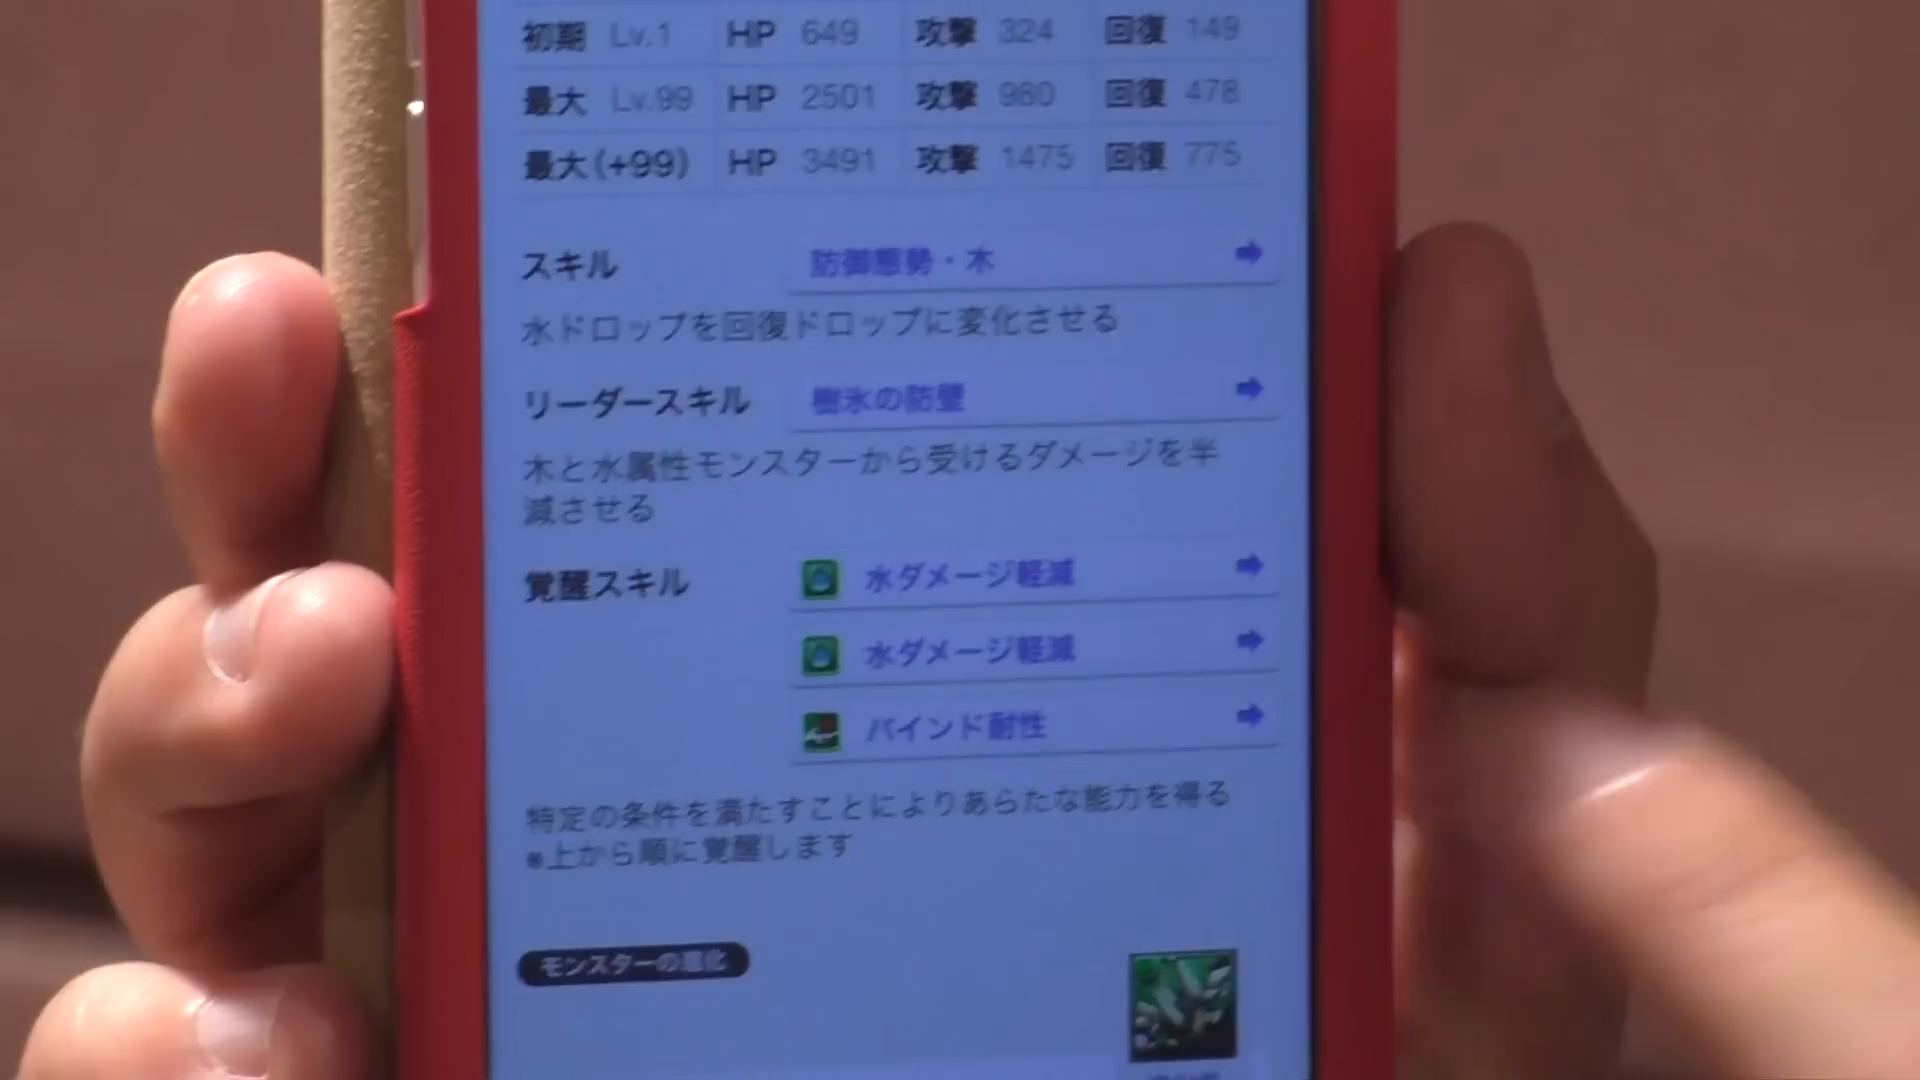 初期 Lv.1 HP 649 攻撃 324 回復 149
最大 Lv.99 HP 2501 攻撃 980 回復 478
最大(+99) HP 3491 攻撃 1475 回復 775
スキル 防御態勢・木
水ドロップを回復ドロップに変化させる
リーダースキル 樹氷の防壁
木と水属性モンスターから受けるダメージを半
減させる
覚醒スキル 水ダメージ軽減
水ダメージ軽減
バインド耐性
特定の条件を満たすことによりあらたな能力を得る
※上から順に覚醒します
モンスターの進化